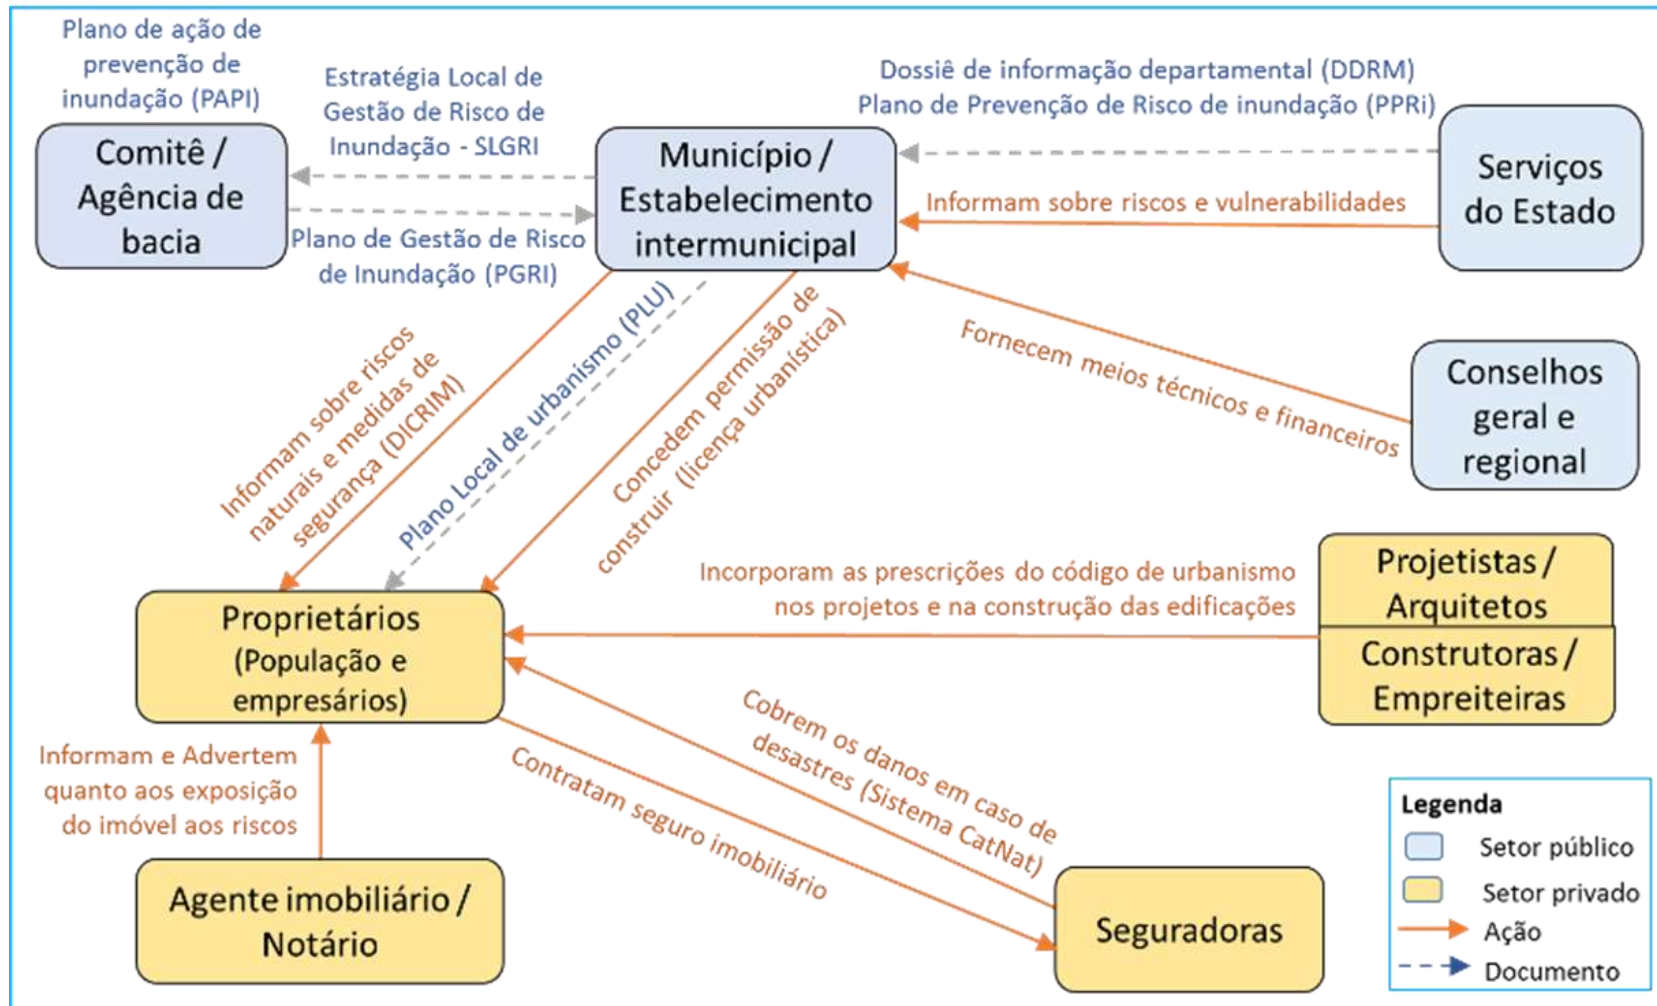 Plano de ação de
prevenção de
inundação (PAPI)
Estratégia Local de
Gestão de Risco de
Inundação - SLGRI
Dossiê de informação departamental (DDRM)
Plano de Prevenção de Risco de inundação (PPRi)
Comitê /
Agência de
bacia
Município /
Estabelecimento
intermunicipal
Serviços
do Estado
Informam sobre riscos e vulnerabilidades
Plano de Gestão de Risco
de Inundação (PGRI)
Fornecem meios técnicos e financeiros
Conselhos
geral e
regional
Informam sobre riscos
naturais e medidas de
segurança (DICRIM)
Plano Local de urbanismo (PLU)
Concedem permissão de
construir (licença urbanística)
Incorporam as prescrições do código de urbanismo
nos projetos e na construção das edificações
Projetistas /
Arquitetos
Construtoras /
Empreiteiras
Proprietários
(População e
empresários)
Cobrem os danos em caso de
desastres (Sistema CatNat)
Contratam seguro imobiliário
Informam e Advertem
quanto aos exposição
do imóvel aos riscos
Agente imobiliário /
Notário
Seguradoras
Legenda
Setor público
Setor privado
Ação
Documento